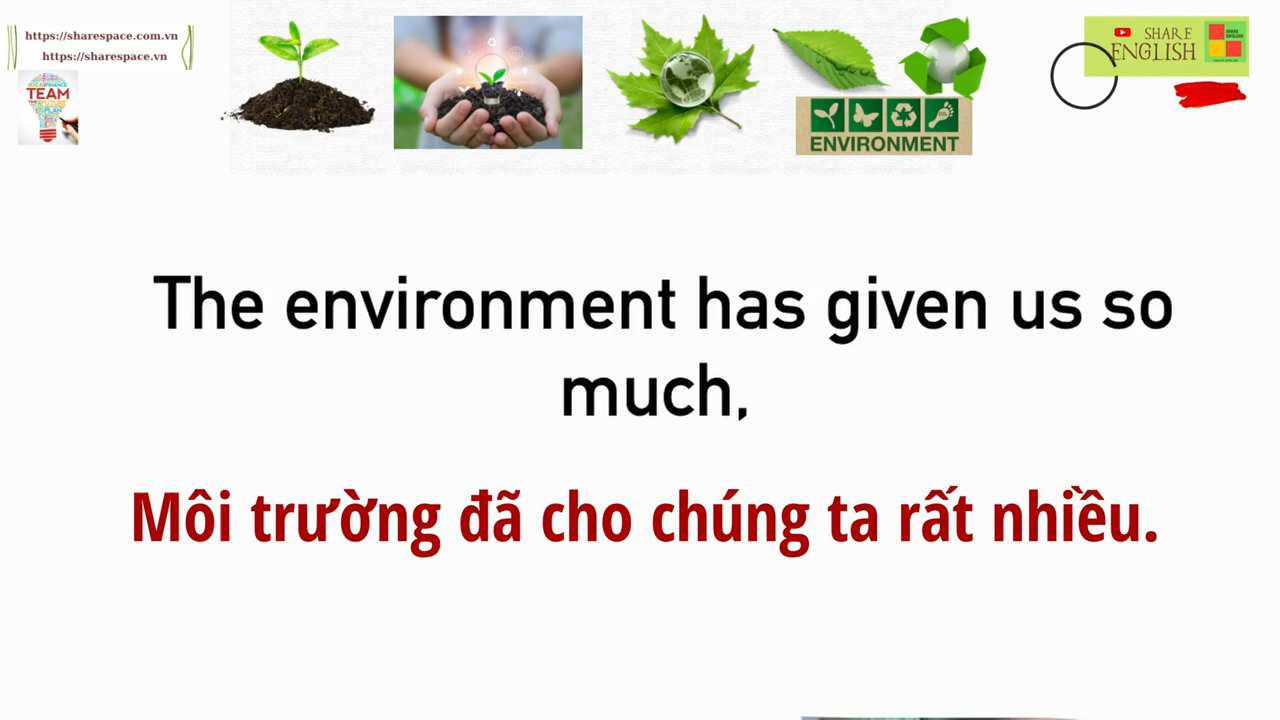 https://sharespace.com.vn
https://sharespace.vn
TEAM
PLAN
ENVIRONMENT
SHARE
ENGLISH
The environment has given us so
much,
Môi trường đã cho chúng ta rất nhiều.